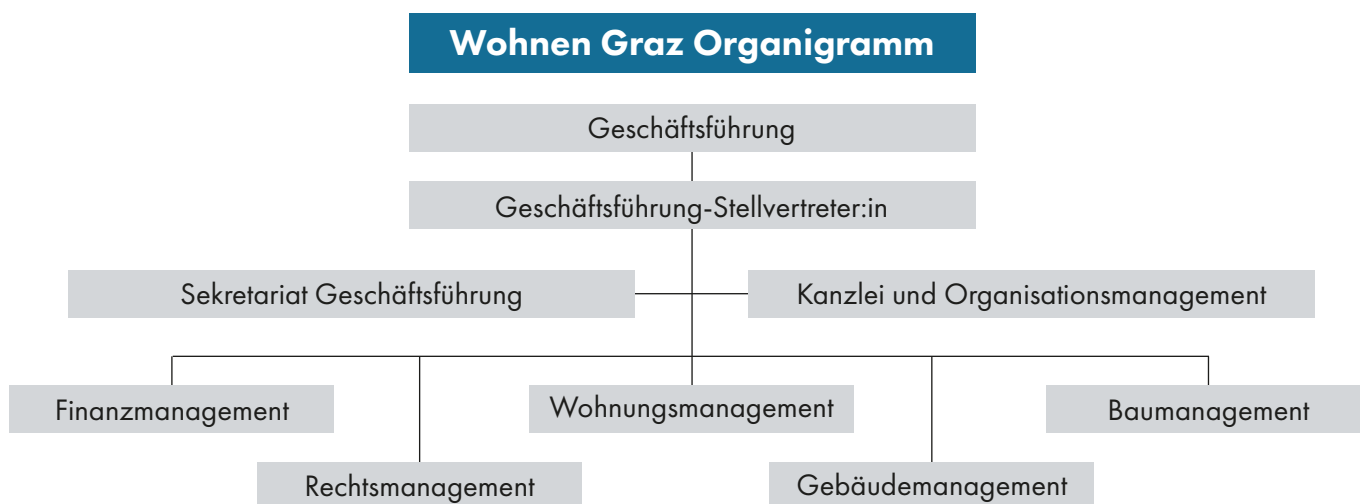 Wohnen Graz Organigramm
Geschäftsführung
Geschäftsführung-Stellvertreter:in
Sekretariat Geschäftsführung
Kanzlei und Organisationsmanagement
Finanzmanagement
Wohnungsmanagement
Baumanagement
Rechtsmanagement
Gebäudemanagement